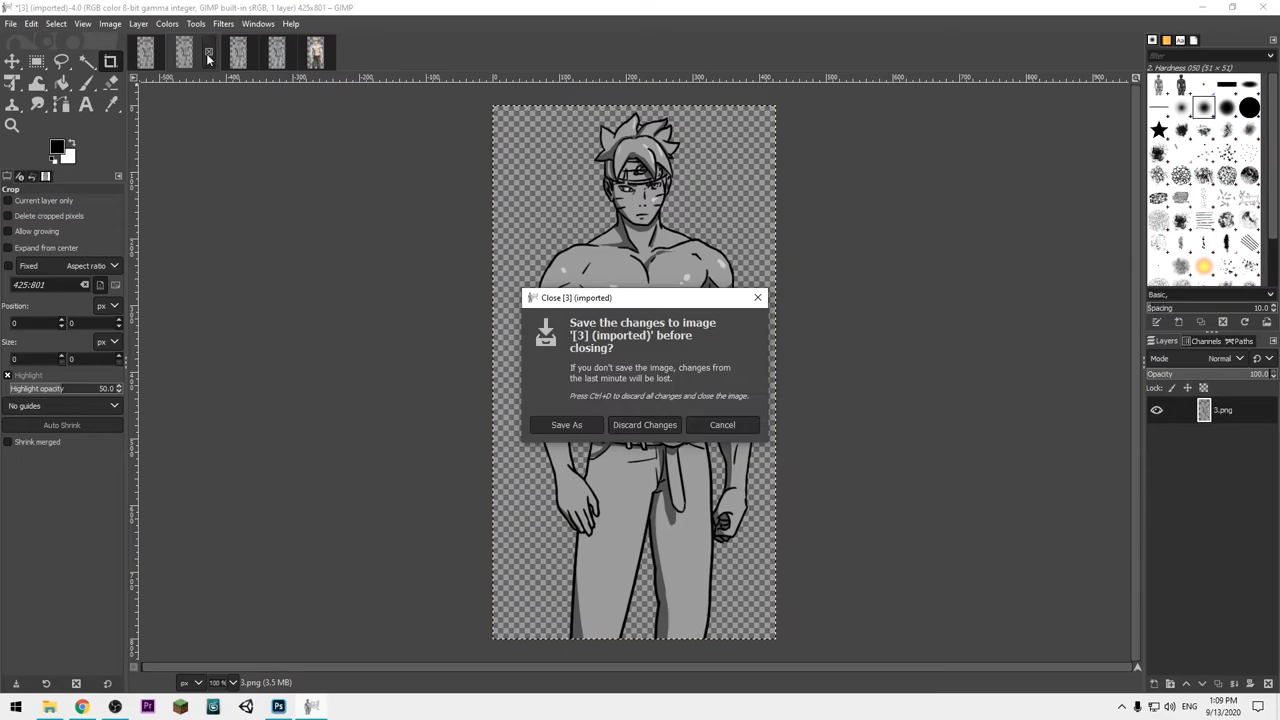 *[3] (imported)-4.0 (RGB color 8-bit gamma integer, GIMP built-in sRGB, 1 layer) 425x801 – GIMP
File Edit Select View Image Layer Colors Tools Filters Windows Help
Crop
Current layer only
Delete cropped pixels
Allow growing
Expand from center
Fixed Aspect ratio
425:801
Position: px
0 0
Size: px
0 0
Highlight
Highlight opacity 50.0
No guides
Auto Shrink
Shrink merged
Close [3] (imported)
Save the changes to image
'[3] (imported)' before
closing?
If you don't save the image, changes from
the last minute will be lost.
Press Ctrl+D to discard all changes and close the image.
Save As Discard Changes Cancel
filter
2. Hardness 050 (51 × 51)
Basic,
Spacing 10.0
Layers Channels Paths
Mode Normal
Opacity 100.0
Lock:
3.png
px 100 % 3.png (3.5 MB)
ENG 1:09 PM
9/13/2020